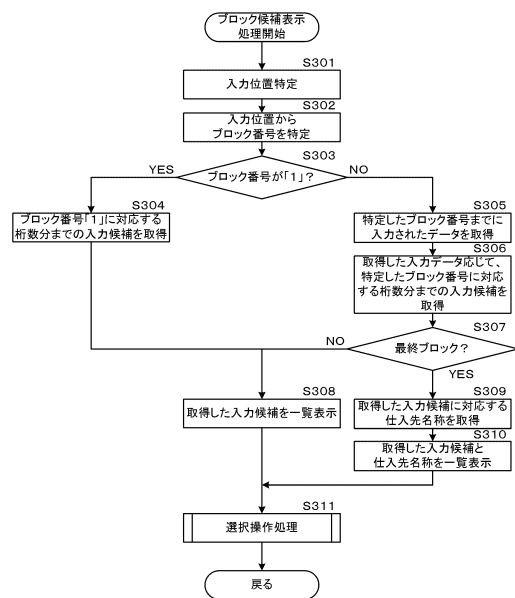 ブロック候補表示
処理開始
S301
入力位置特定
S302
入力位置から
ブロック番号を特定
S303
ブロック番号が「1」?
YES
NO
S304
ブロック番号「1」に対応する
桁数分までの入力候補を取得
S305
特定したブロック番号までに
入力されたデータを取得
S306
取得した入力データ応じて、
特定したブロック番号に対応
する桁数分までの入力候補を
取得
S307
最終ブロック?
NO
YES
S308
取得した入力候補を一覧表示
S309
取得した入力候補に対応する
仕入先名称を取得
S310
取得した入力候補と
仕入先名称を一覧表示
S311
選択操作処理
戻る